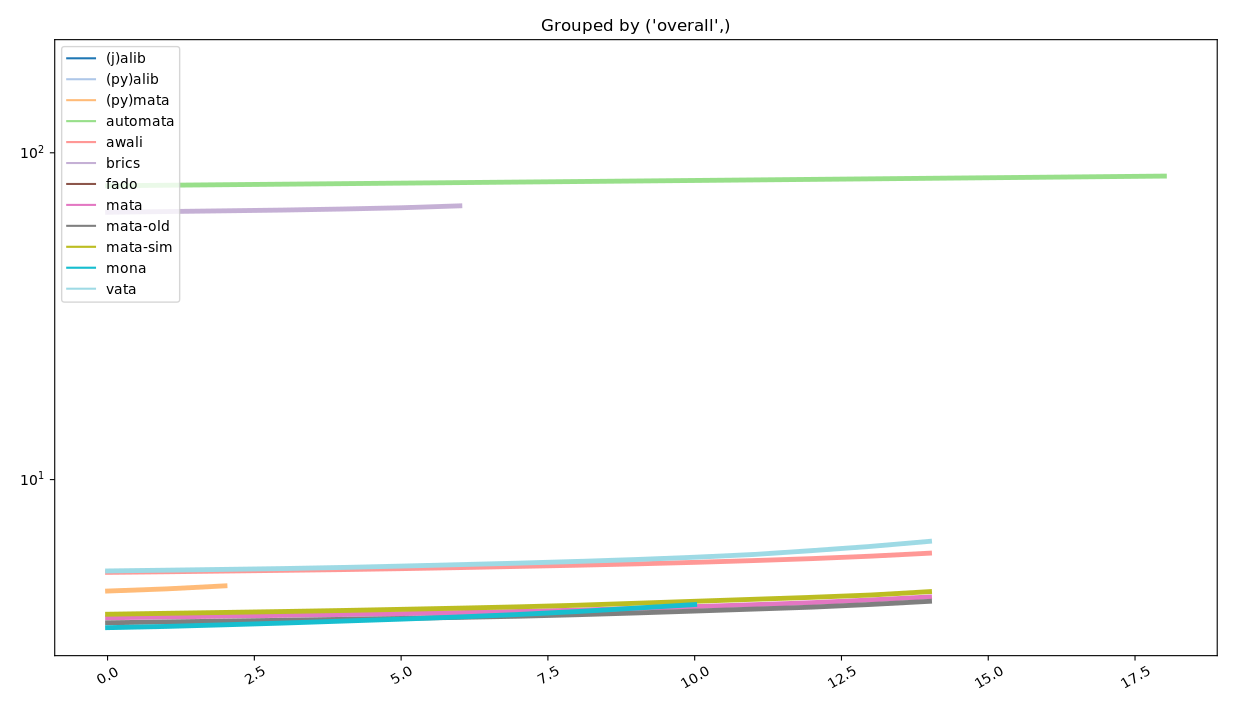 Grouped by ('overall',)
(j)alib
(py)alib
(py)mata
automata
awali
brics
fado
mata
mata-old
mata-sim
mona
vata
10²
10¹
0.0 2.5 5.0 7.5 10.0 12.5 15.0 17.5